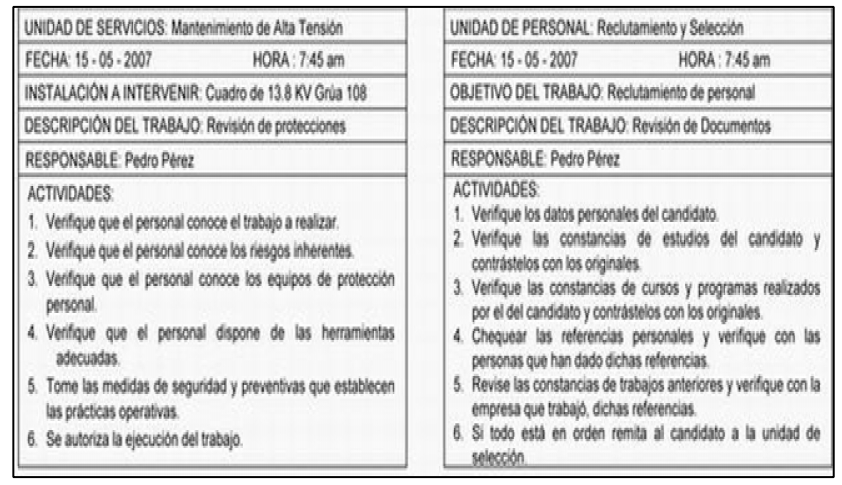 UNIDAD DE SERVICIOS: Mantenimiento de Alta Tensión
FECHA: 15 - 05 - 2007 HORA : 7:45 am
INSTALACIÓN A INTERVENIR: Cuadro de 13.8 KV Grúa 108
DESCRIPCIÓN DEL TRABAJO: Revisión de protecciones
RESPONSABLE: Pedro Pérez
ACTIVIDADES:
1. Verifique que el personal conoce el trabajo a realizar.
2. Verifique que el personal conoce los riesgos inherentes.
3. Verifique que el personal conoce los equipos de protección
personal.
4. Verifique que el personal dispone de las herramientas
adecuadas.
5. Tome las medidas de seguridad y preventivas que establecen
las prácticas operativas.
6. Se autoriza la ejecución del trabajo.
UNIDAD DE PERSONAL: Reclutamiento y Selección
FECHA: 15 - 05 - 2007 HORA : 7:45 am
OBJETIVO DEL TRABAJO: Reclutamiento de personal
DESCRIPCIÓN DEL TRABAJO: Revisión de Documentos
RESPONSABLE: Pedro Pérez
ACTIVIDADES:
1. Verifique los datos personales del candidato.
2. Verifique las constancias de estudios del candidato y
contrástelos con los originales.
3. Verifique las constancias de cursos y programas realizados
por el del candidato y contrástelos con los originales.
4. Chequear las referencias personales y verifique con las
personas que han dado dichas referencias.
5. Revise las constancias de trabajos anteriores y verifique con la
empresa que trabajó, dichas referencias.
6. Si todo está en orden remita al candidato a la unidad de
selección.